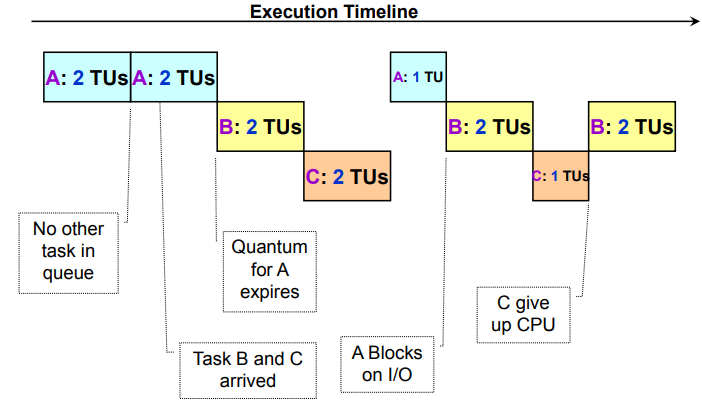 Execution Timeline
A: 2 TUs
A: 2 TUs
A: 1 TU
B: 2 TUs
B: 2 TUs
B: 2 TUs
C: 2 TUs
C: 1 TUs
No other
task in
queue
Quantum
for A
expires
C give
up CPU
Task B and C
arrived
A Blocks
on I/O